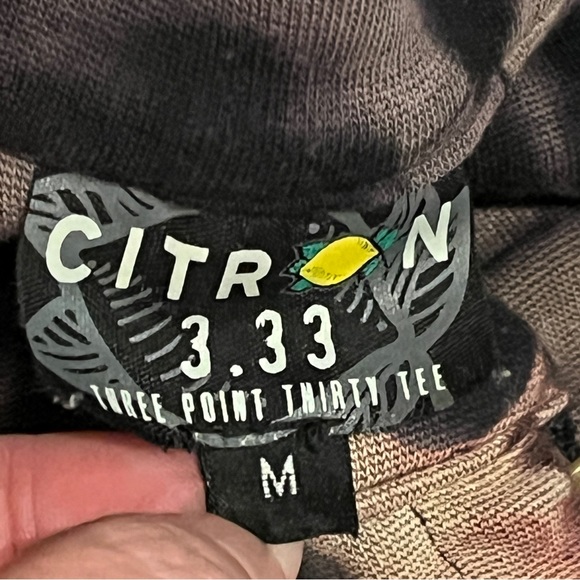 CITRON
3.33
THREE POINT THIRTY TEE
M